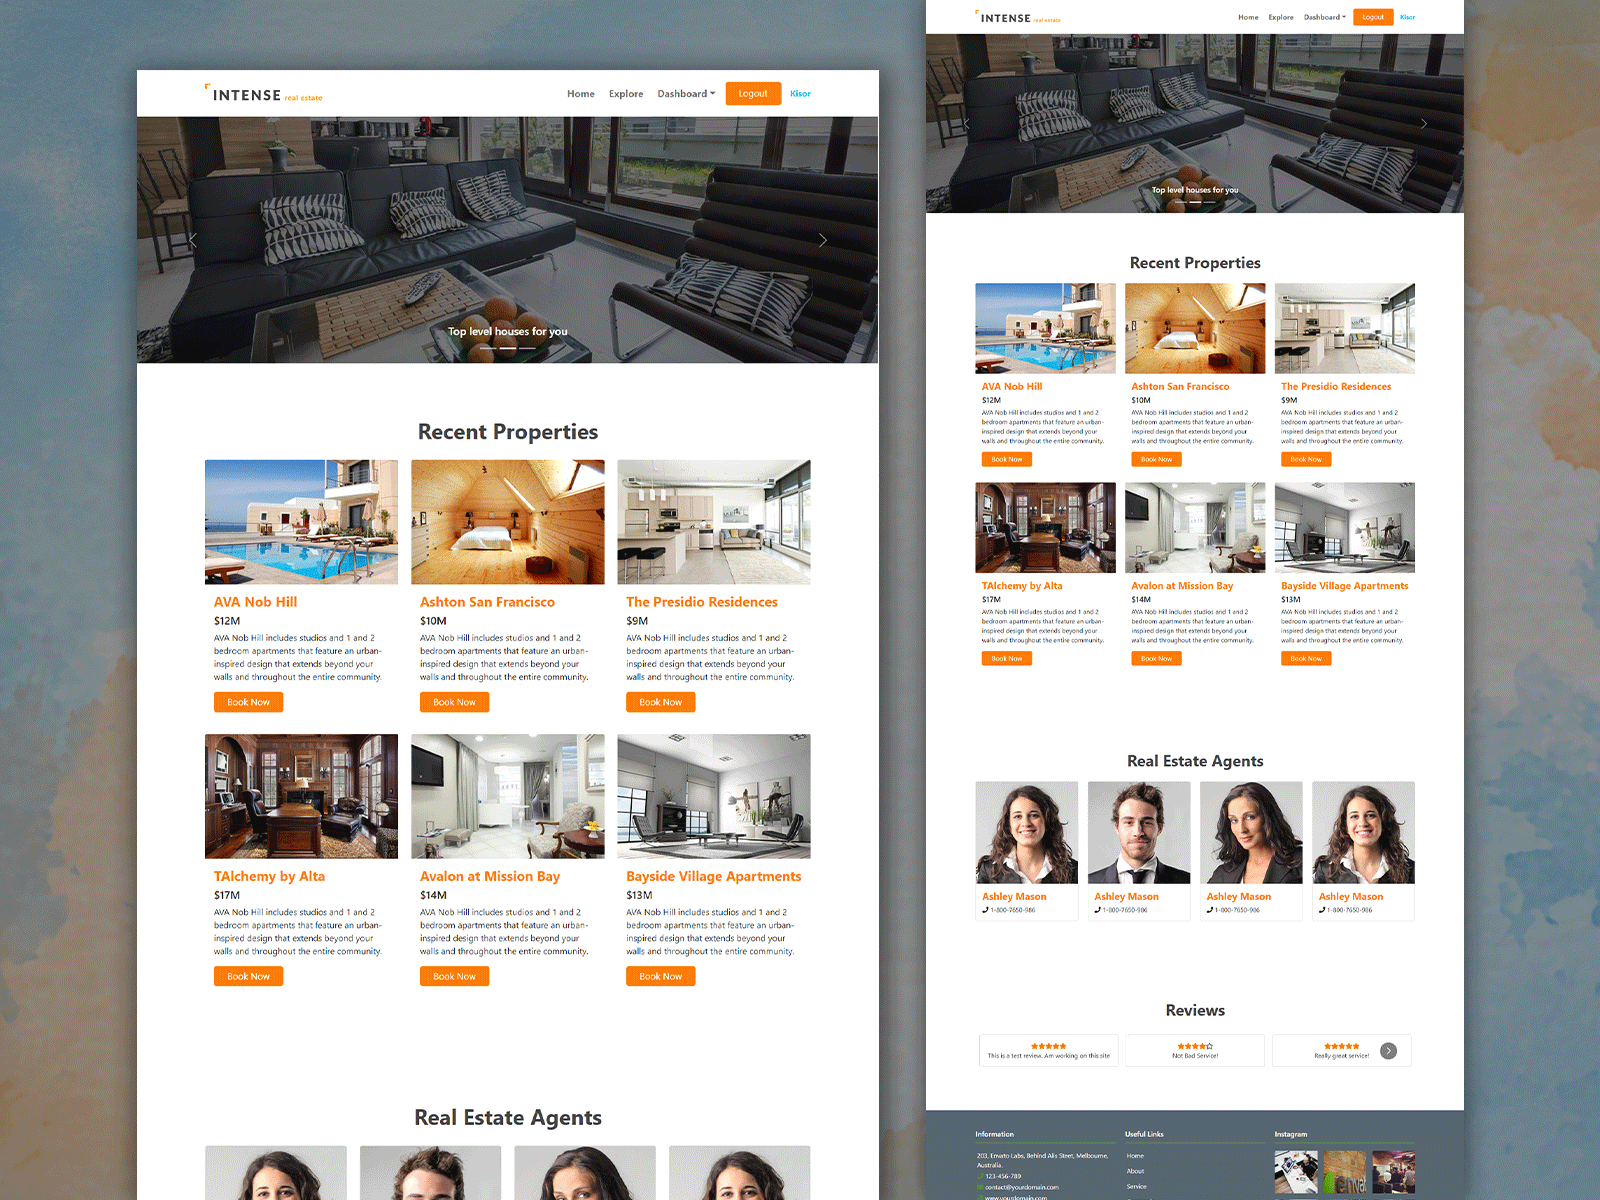 INTENSE real estate
Home Explore Dashboard Logout Kisor
Top level houses for you
Recent Properties
AVA Nob Hill
$12M
AVA Nob Hill includes studios and 1 and 2
bedroom apartments that feature an urban-
inspired design that extends beyond your
walls and throughout the entire community.
Book Now
Ashton San Francisco
$10M
AVA Nob Hill includes studios and 1 and 2
bedroom apartments that feature an urban-
inspired design that extends beyond your
walls and throughout the entire community.
Book Now
The Presidio Residences
$9M
AVA Nob Hill includes studios and 1 and 2
bedroom apartments that feature an urban-
inspired design that extends beyond your
walls and throughout the entire community.
Book Now
TAlchemy by Alta
$17M
AVA Nob Hill includes studios and 1 and 2
bedroom apartments that feature an urban-
inspired design that extends beyond your
walls and throughout the entire community.
Book Now
Avalon at Mission Bay
$14M
AVA Nob Hill includes studios and 1 and 2
bedroom apartments that feature an urban-
inspired design that extends beyond your
walls and throughout the entire community.
Book Now
Bayside Village Apartments
$13M
AVA Nob Hill includes studios and 1 and 2
bedroom apartments that feature an urban-
inspired design that extends beyond your
walls and throughout the entire community.
Book Now
Real Estate Agents
INTENSE real estate
Home Explore Dashboard Logout Kisor
Top level houses for you
Recent Properties
AVA Nob Hill
$12M
AVA Nob Hill includes studios and 1 and 2
bedroom apartments that feature an urban-
inspired design that extends beyond your
walls and throughout the entire community.
Book Now
Ashton San Francisco
$10M
AVA Nob Hill includes studios and 1 and 2
bedroom apartments that feature an urban-
inspired design that extends beyond your
walls and throughout the entire community.
Book Now
The Presidio Residences
$9M
AVA Nob Hill includes studios and 1 and 2
bedroom apartments that feature an urban-
inspired design that extends beyond your
walls and throughout the entire community.
Book Now
TAlchemy by Alta
$17M
AVA Nob Hill includes studios and 1 and 2
bedroom apartments that feature an urban-
inspired design that extends beyond your
walls and throughout the entire community.
Book Now
Avalon at Mission Bay
$14M
AVA Nob Hill includes studios and 1 and 2
bedroom apartments that feature an urban-
inspired design that extends beyond your
walls and throughout the entire community.
Book Now
Bayside Village Apartments
$13M
AVA Nob Hill includes studios and 1 and 2
bedroom apartments that feature an urban-
inspired design that extends beyond your
walls and throughout the entire community.
Book Now
Real Estate Agents
Ashley Mason
1-800-7650-986
Ashley Mason
1-800-7650-986
Ashley Mason
1-800-7650-986
Ashley Mason
1-800-7650-986
Reviews
This is a test review. Am working on this site
Not Bad Service!
Really great service!
Information
203, Envato Labs, Behind Alis Steet, Melbourne,
Australia.
123-456-789
contact@yourdomain.com
www.yourdomain.com
Useful Links
Home
About
Service
Instagram